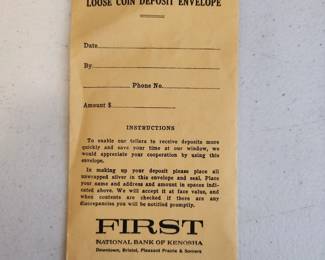 LOOSE COIN DEPOSIT ENVELOPE
Date
By
Phone No.
Amount $
INSTRUCTIONS
To enable our tellers to receive deposits more
quickly and save your time at our window, we
would appreciate your cooperation by using this
envelope.
In making up your deposit please place all
unwrapped silver in this envelope and seal. Place
your name and address and amount in spaces indi-
cated above. We will accept it at face value, and
when contents are checked if there are any
discrepancies you will be notified promptly.
FIRST
NATIONAL BANK OF KENOSHA
Downtown, Bristol, Pleasant Prairie & Somers